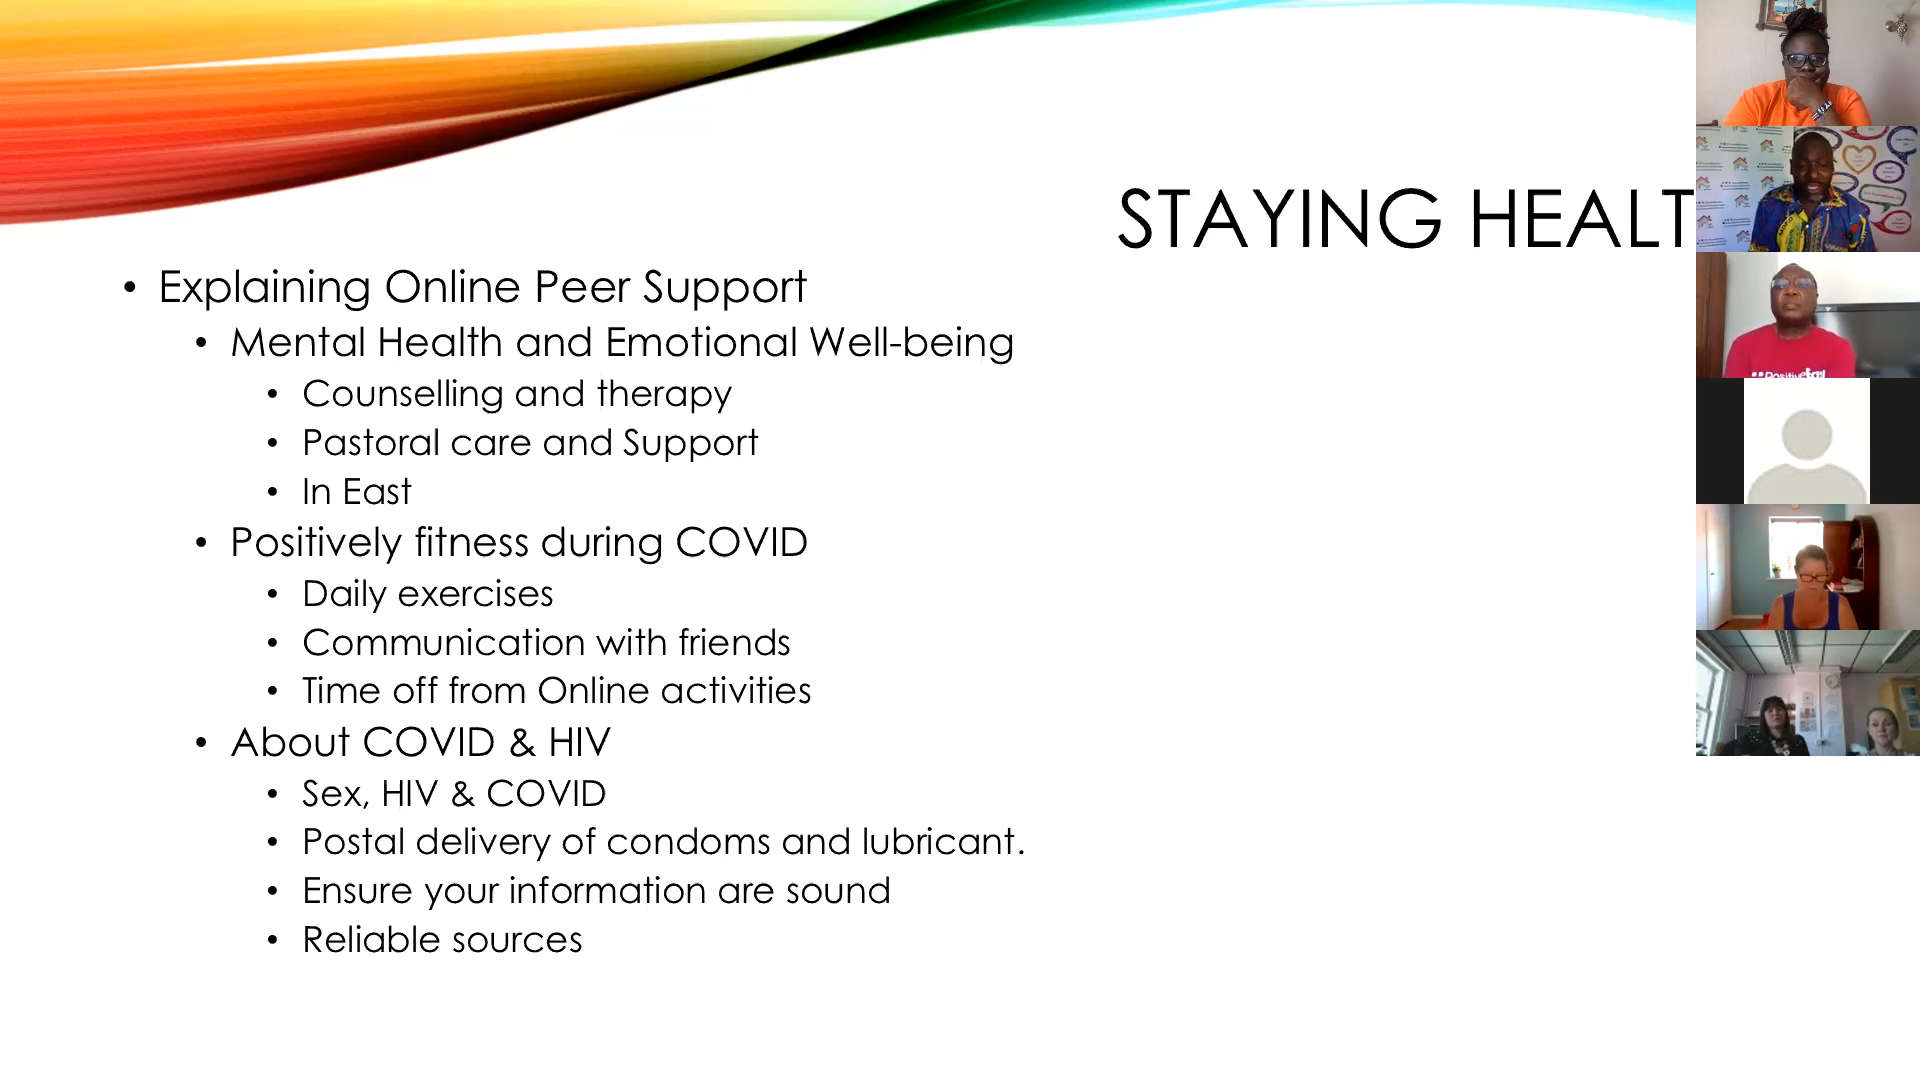 STAYING HEALT
• Explaining Online Peer Support
• Mental Health and Emotional Well-being
• Counselling and therapy
• Pastoral care and Support
• In East
• Positively fitness during COVID
• Daily exercises
• Communication with friends
• Time off from Online activities
• About COVID & HIV
• Sex, HIV & COVID
• Postal delivery of condoms and lubricant.
• Ensure your information are sound
• Reliable sources